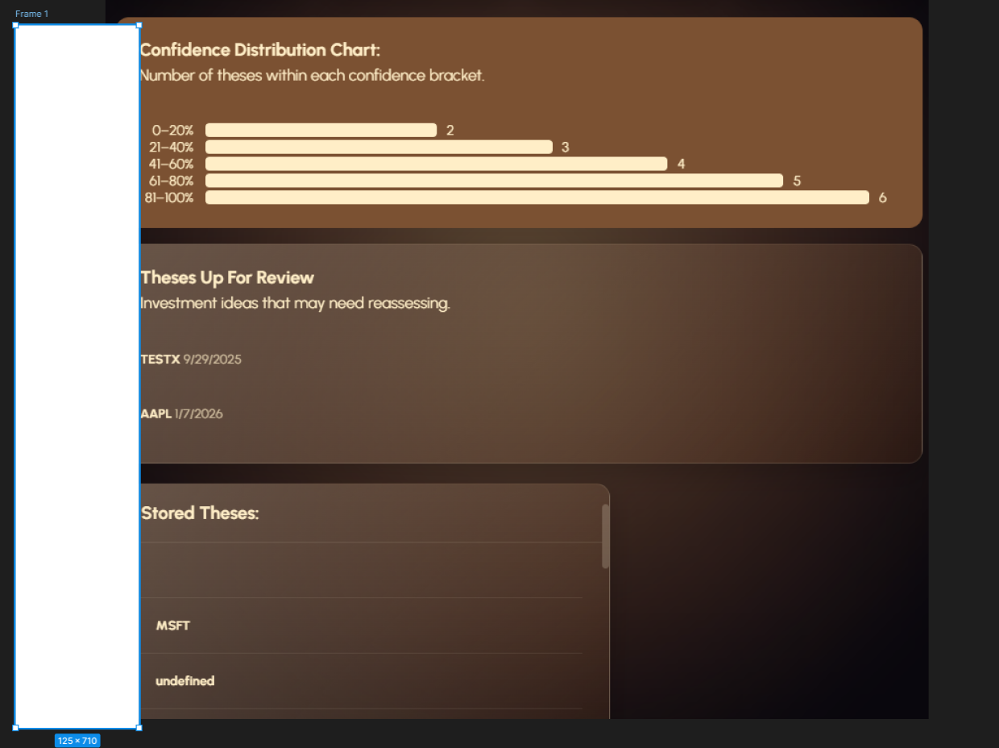 Frame 1
Confidence Distribution Chart:
Number of theses within each confidence bracket.
0–20% 2
21–40% 3
41–60% 4
61–80% 5
81–100% 6
Theses Up For Review
Investment ideas that may need reassessing.
TESTX 9/29/2025
AAPL 1/7/2026
Stored Theses:
MSFT
undefined
125 × 710